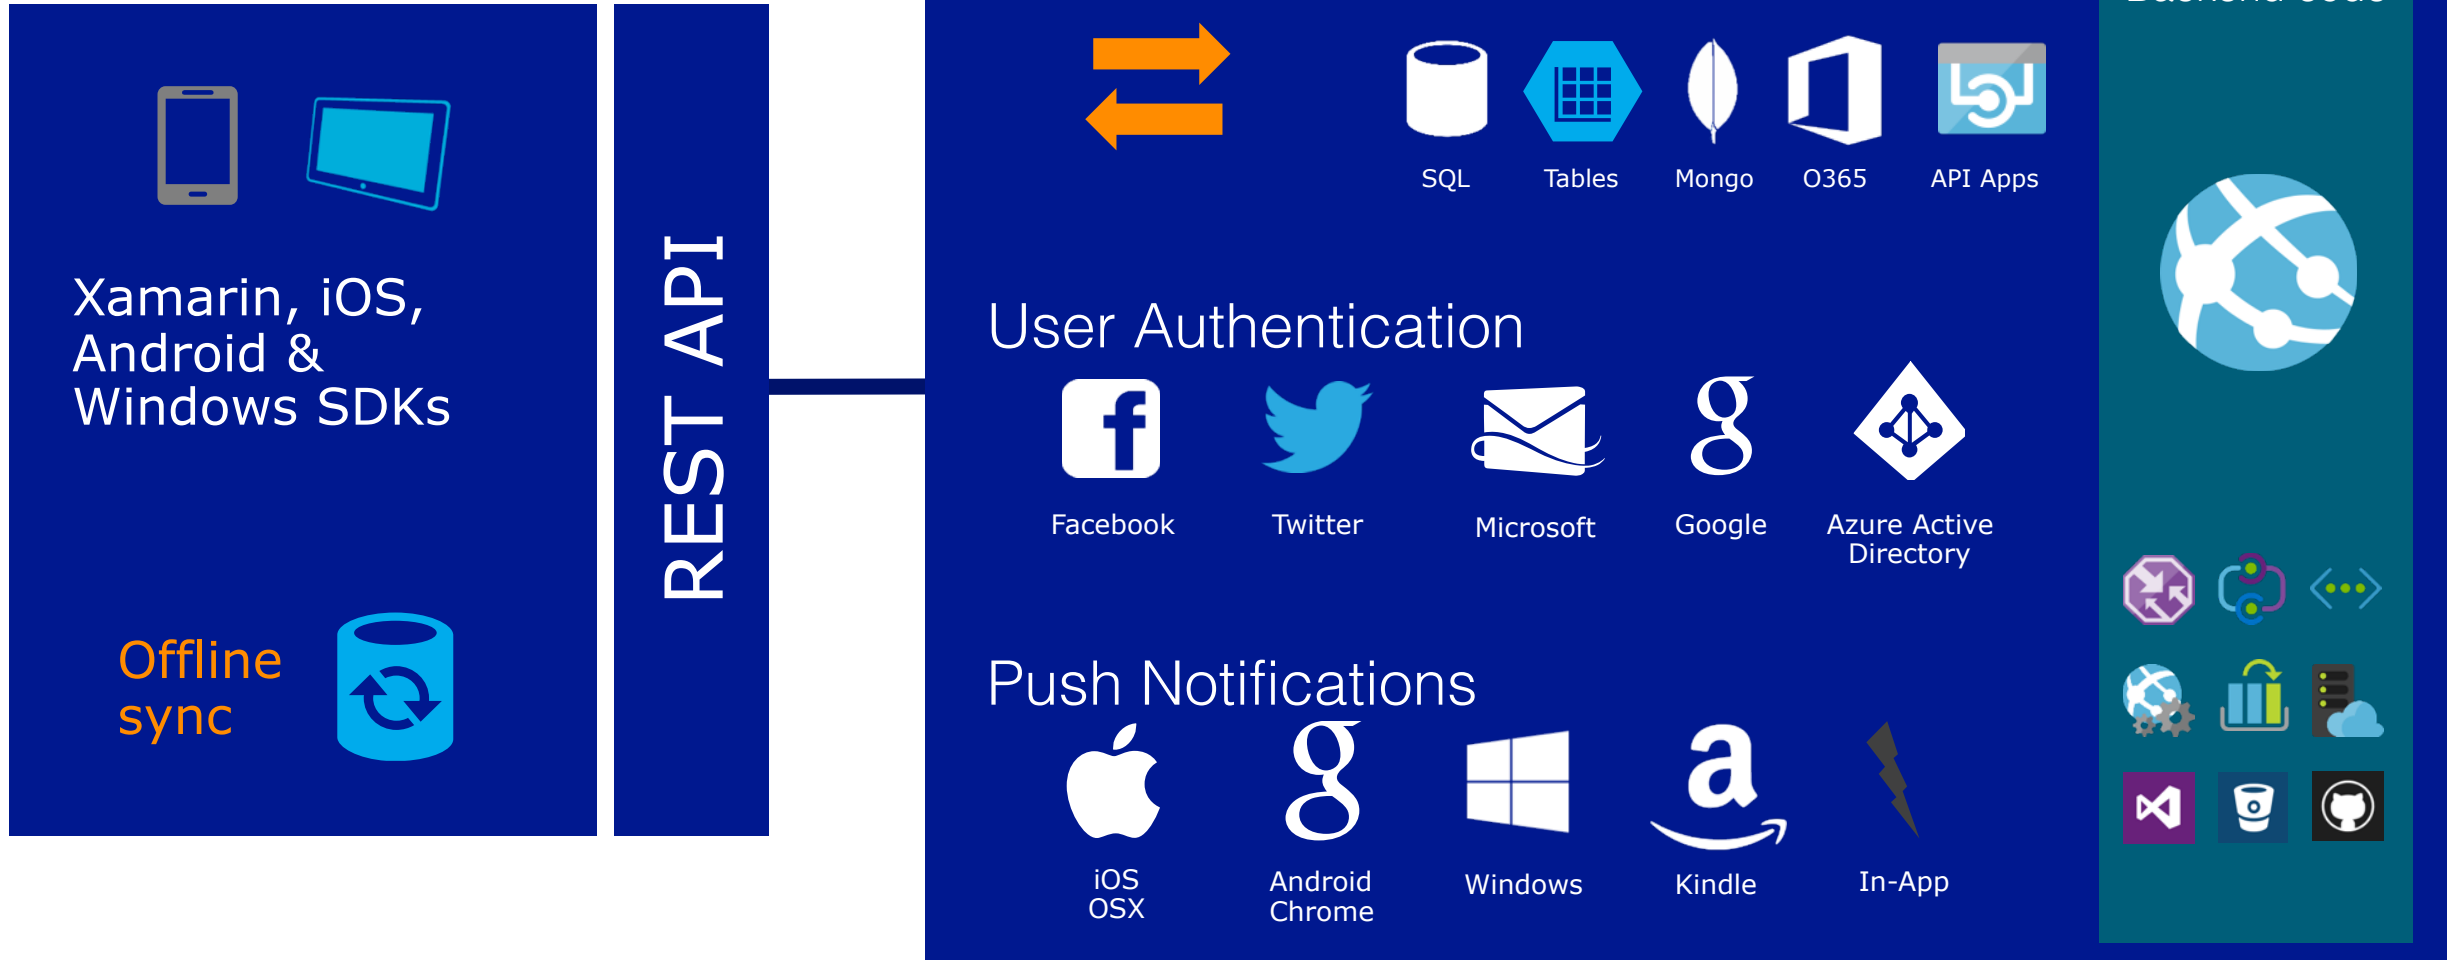 Xamarin, iOS,
Android &
Windows SDKs
Offline
sync
REST API
SQL
Tables
Mongo
O365
API Apps
User Authentication
Facebook
Twitter
Microsoft
Google
Azure Active
Directory
Push Notifications
iOS
OSX
Android
Chrome
Windows
Kindle
In-App